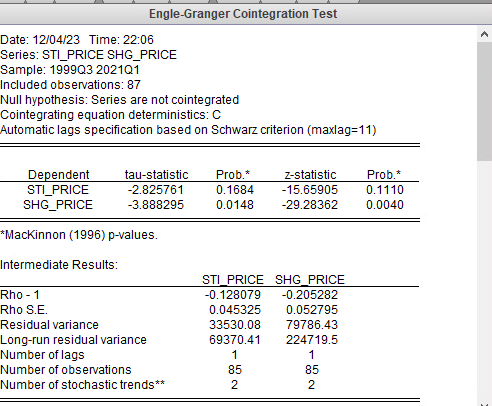 Engle-Granger Cointegration Test
Date: 12/04/23 Time: 22:06
Series: STI_PRICE SHG_PRICE
Sample: 1999Q3 2021Q1
Included observations: 87
Null hypothesis: Series are not cointegrated
Cointegrating equation deterministics: C
Automatic lags specification based on Schwarz criterion (maxlag=11)
Dependent tau-statistic Prob.* z-statistic Prob.*
STI_PRICE -2.825761 0.1684 -15.65905 0.1110
SHG_PRICE -3.888295 0.0148 -29.28362 0.0040
*MacKinnon (1996) p-values.
Intermediate Results:
STI_PRICE SHG_PRICE
Rho - 1 -0.128079 -0.205282
Rho S.E. 0.045325 0.052795
Residual variance 33530.08 79786.43
Long-run residual variance 69370.41 224719.5
Number of lags 1 1
Number of observations 85 85
Number of stochastic trends** 2 2